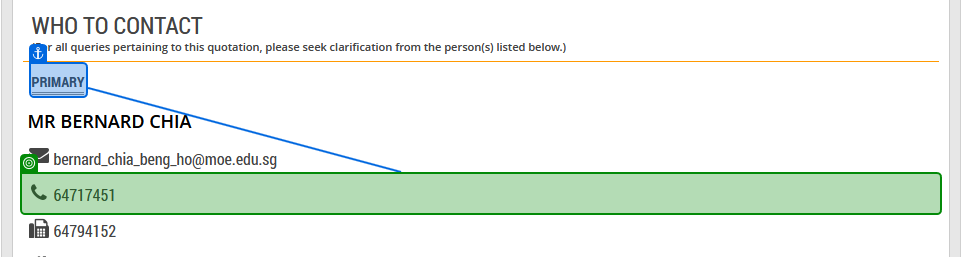 WHO TO CONTACT
(For all queries pertaining to this quotation, please seek clarification from the person(s) listed below.)
PRIMARY
MR BERNARD CHIA
bernard_chia_beng_ho@moe.edu.sg
64717451
64794152